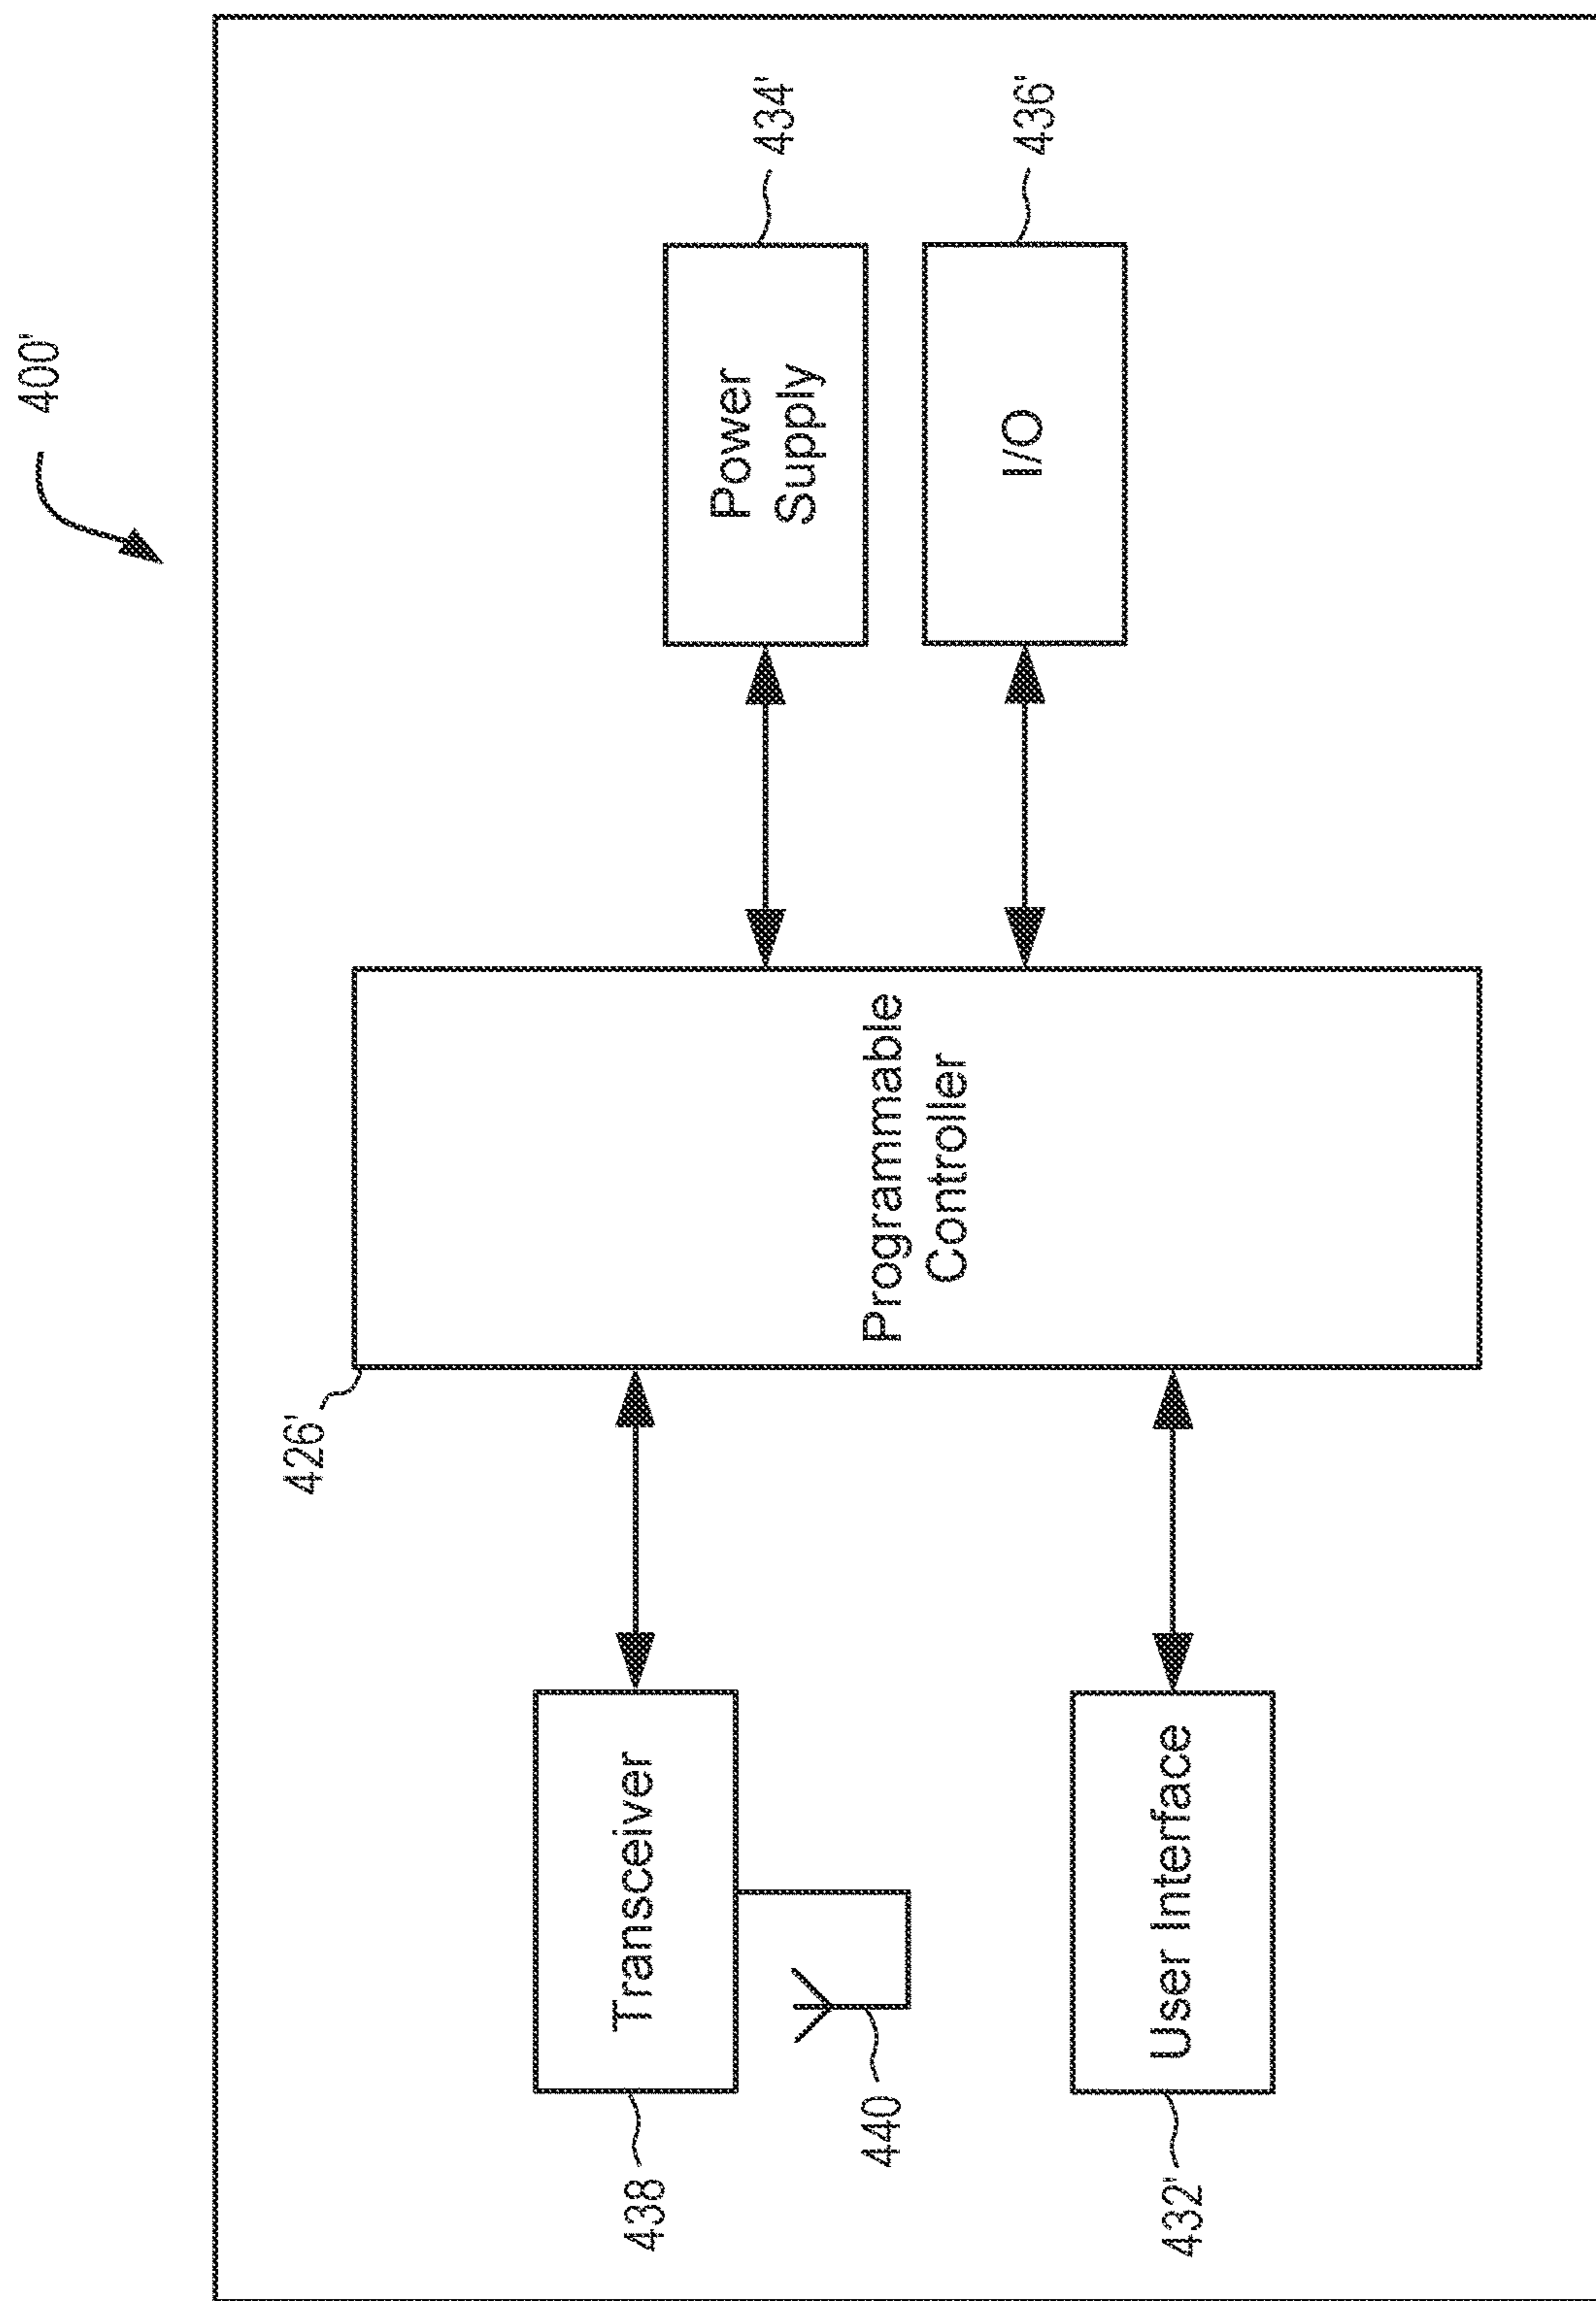 400'
426'
438
Transceiver
440
432'
User Interface
Programmable
Controller
Power
Supply
434'
I/O
436'